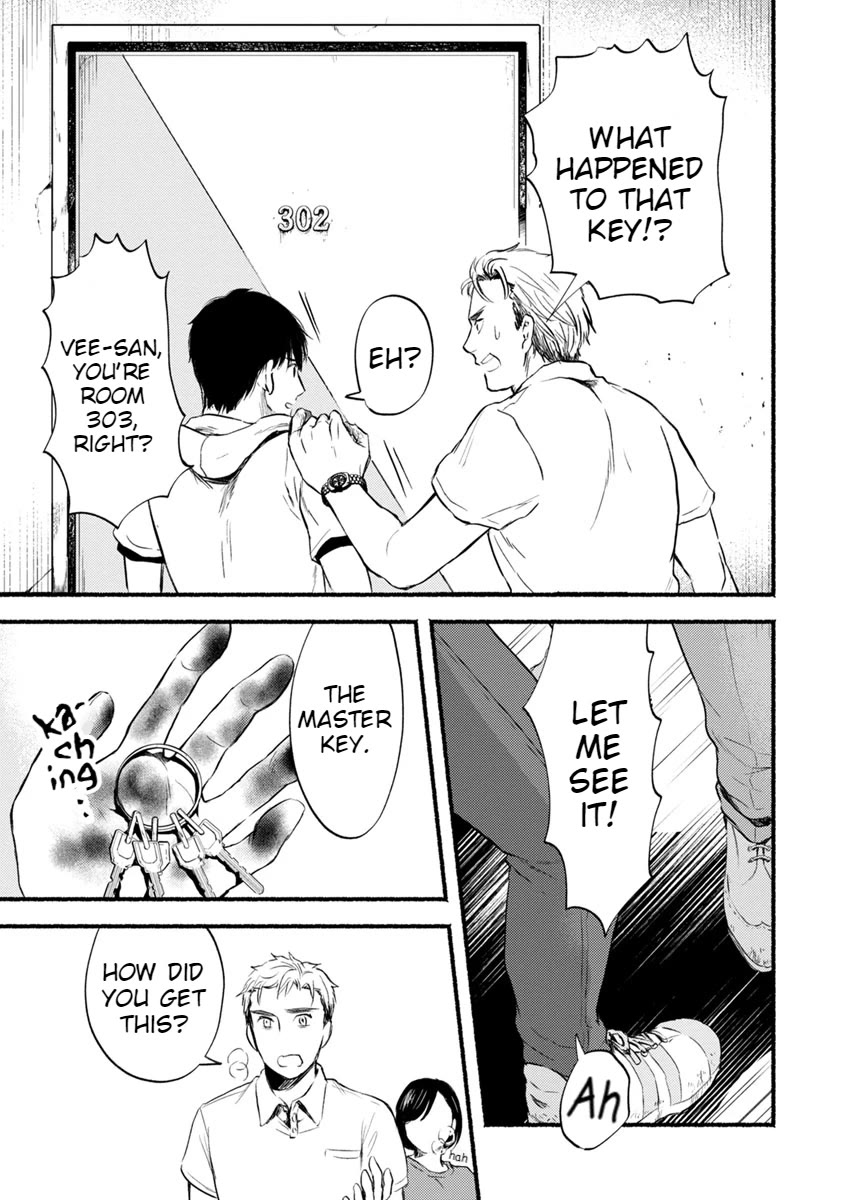 WHAT
HAPPENED
TO THAT
KEY!?
302
EH?
VEE-SAN,
YOU'RE
ROOM
303,
RIGHT?
LET
ME
SEE
IT!
Ah
THE
MASTER
KEY.
ka-
ch
ing..
HOW DID
YOU GET
THIS?
hah